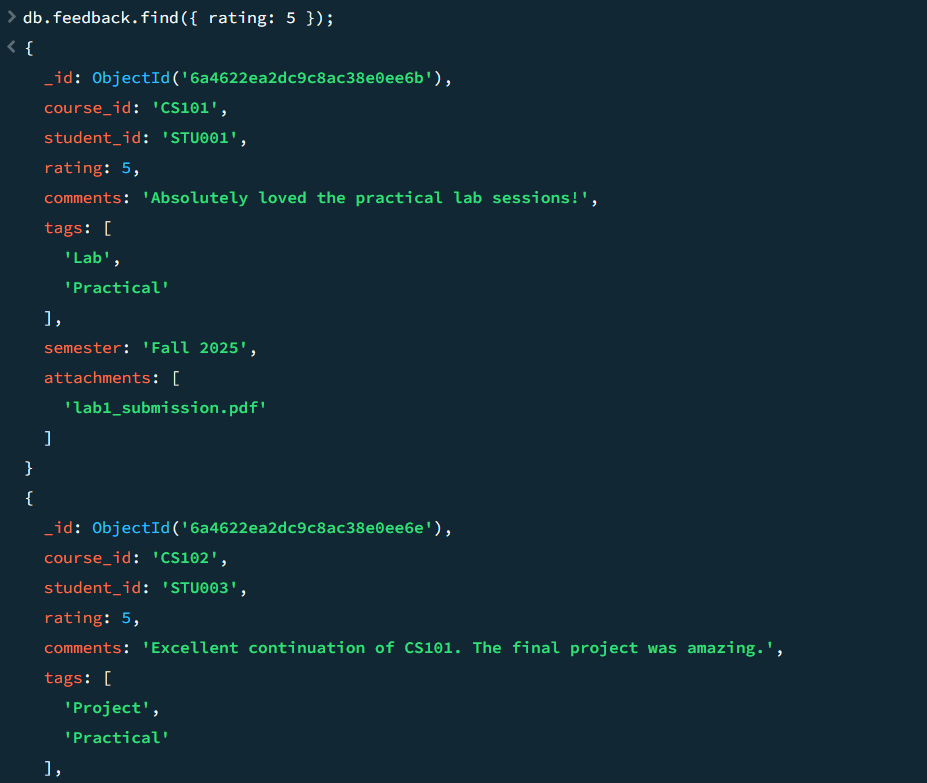 > db.feedback.find({ rating: 5 });
< {
_id: ObjectId('6a4622ea2dc9c8ac38e0ee6b'),
course_id: 'CS101',
student_id: 'STU001',
rating: 5,
comments: 'Absolutely loved the practical lab sessions!',
tags: [
'Lab',
'Practical'
],
semester: 'Fall 2025',
attachments: [
'lab1_submission.pdf'
]
}
{
_id: ObjectId('6a4622ea2dc9c8ac38e0ee6e'),
course_id: 'CS102',
student_id: 'STU003',
rating: 5,
comments: 'Excellent continuation of CS101. The final project was amazing.',
tags: [
'Project',
'Practical'
],